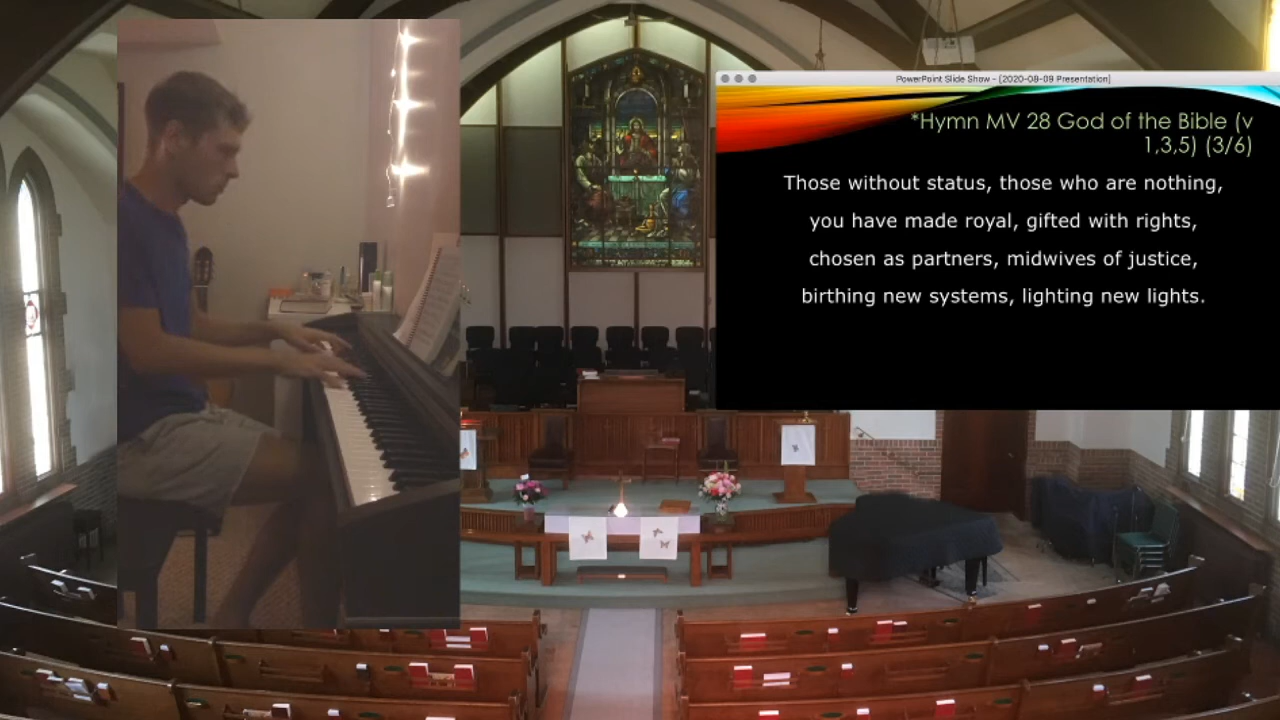 PowerPoint Slide Show - [2020-08-09 Presentation]
*Hymn MV 28 God of the Bible (v
1,3,5) (3/6)
Those without status, those who are nothing,
you have made royal, gifted with rights,
chosen as partners, midwives of justice,
birthing new systems, lighting new lights.